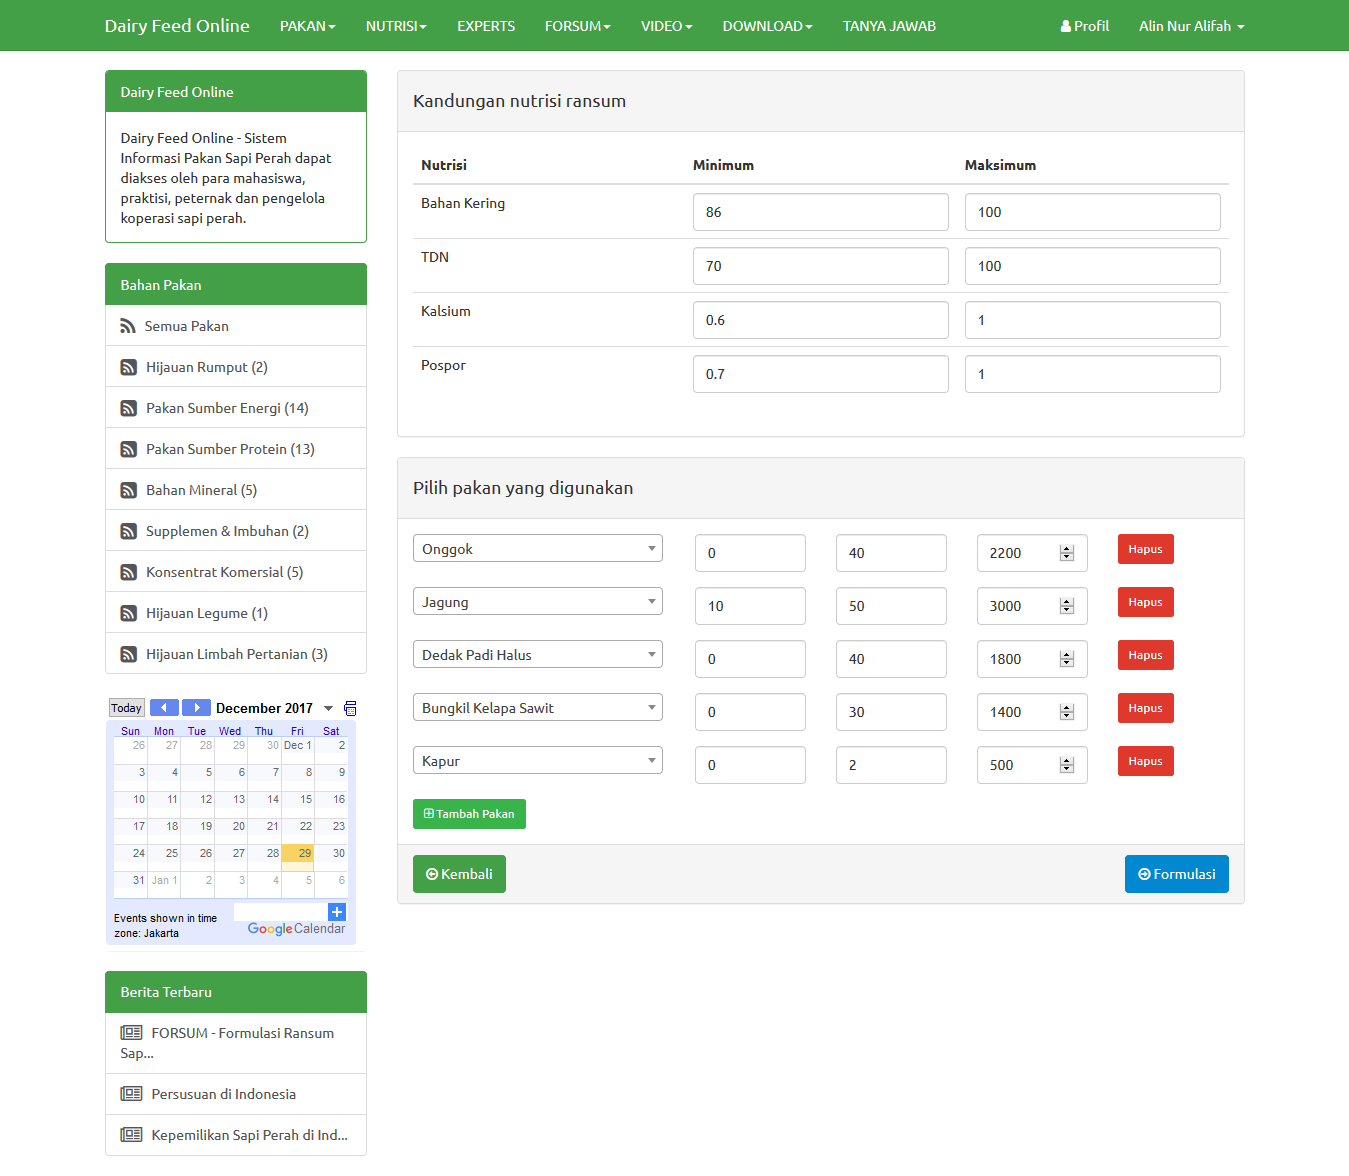 Dairy Feed Online PAKAN NUTRISI EXPERTS FORSUM VIDEO DOWNLOAD TANYA JAWAB Profil Alin Nur Alifah
Dairy Feed Online
Dairy Feed Online - Sistem
Informasi Pakan Sapi Perah dapat
diakses oleh para mahasiswa,
praktisi, peternak dan pengelola
koperasi sapi perah.
Bahan Pakan
Semua Pakan
Hijauan Rumput (2)
Pakan Sumber Energi (14)
Pakan Sumber Protein (13)
Bahan Mineral (5)
Supplemen & Imbuhan (2)
Konsentrat Komersial (5)
Hijauan Legume (1)
Hijauan Limbah Pertanian (3)
Today December 2017
Sun Mon Tue Wed Thu Fri Sat
26 27 28 29 30 Dec 1 2
3 4 5 6 7 8 9
10 11 12 13 14 15 16
17 18 19 20 21 22 23
24 25 26 27 28 29 30
31 Jan 1 2 3 4 5 6
Events shown in time
zone: Jakarta
Google Calendar
Berita Terbaru
FORSUM - Formulasi Ransum
Sap...
Persusuan di Indonesia
Kepemilikan Sapi Perah di Ind...
Kandungan nutrisi ransum
Nutrisi Minimum Maksimum
Bahan Kering 86 100
TDN 70 100
Kalsium 0.6 1
Pospor 0.7 1
Pilih pakan yang digunakan
Onggok 0 40 2200 Hapus
Jagung 10 50 3000 Hapus
Dedak Padi Halus 0 40 1800 Hapus
Bungkil Kelapa Sawit 0 30 1400 Hapus
Kapur 0 2 500 Hapus
Tambah Pakan
Kembali Formulasi